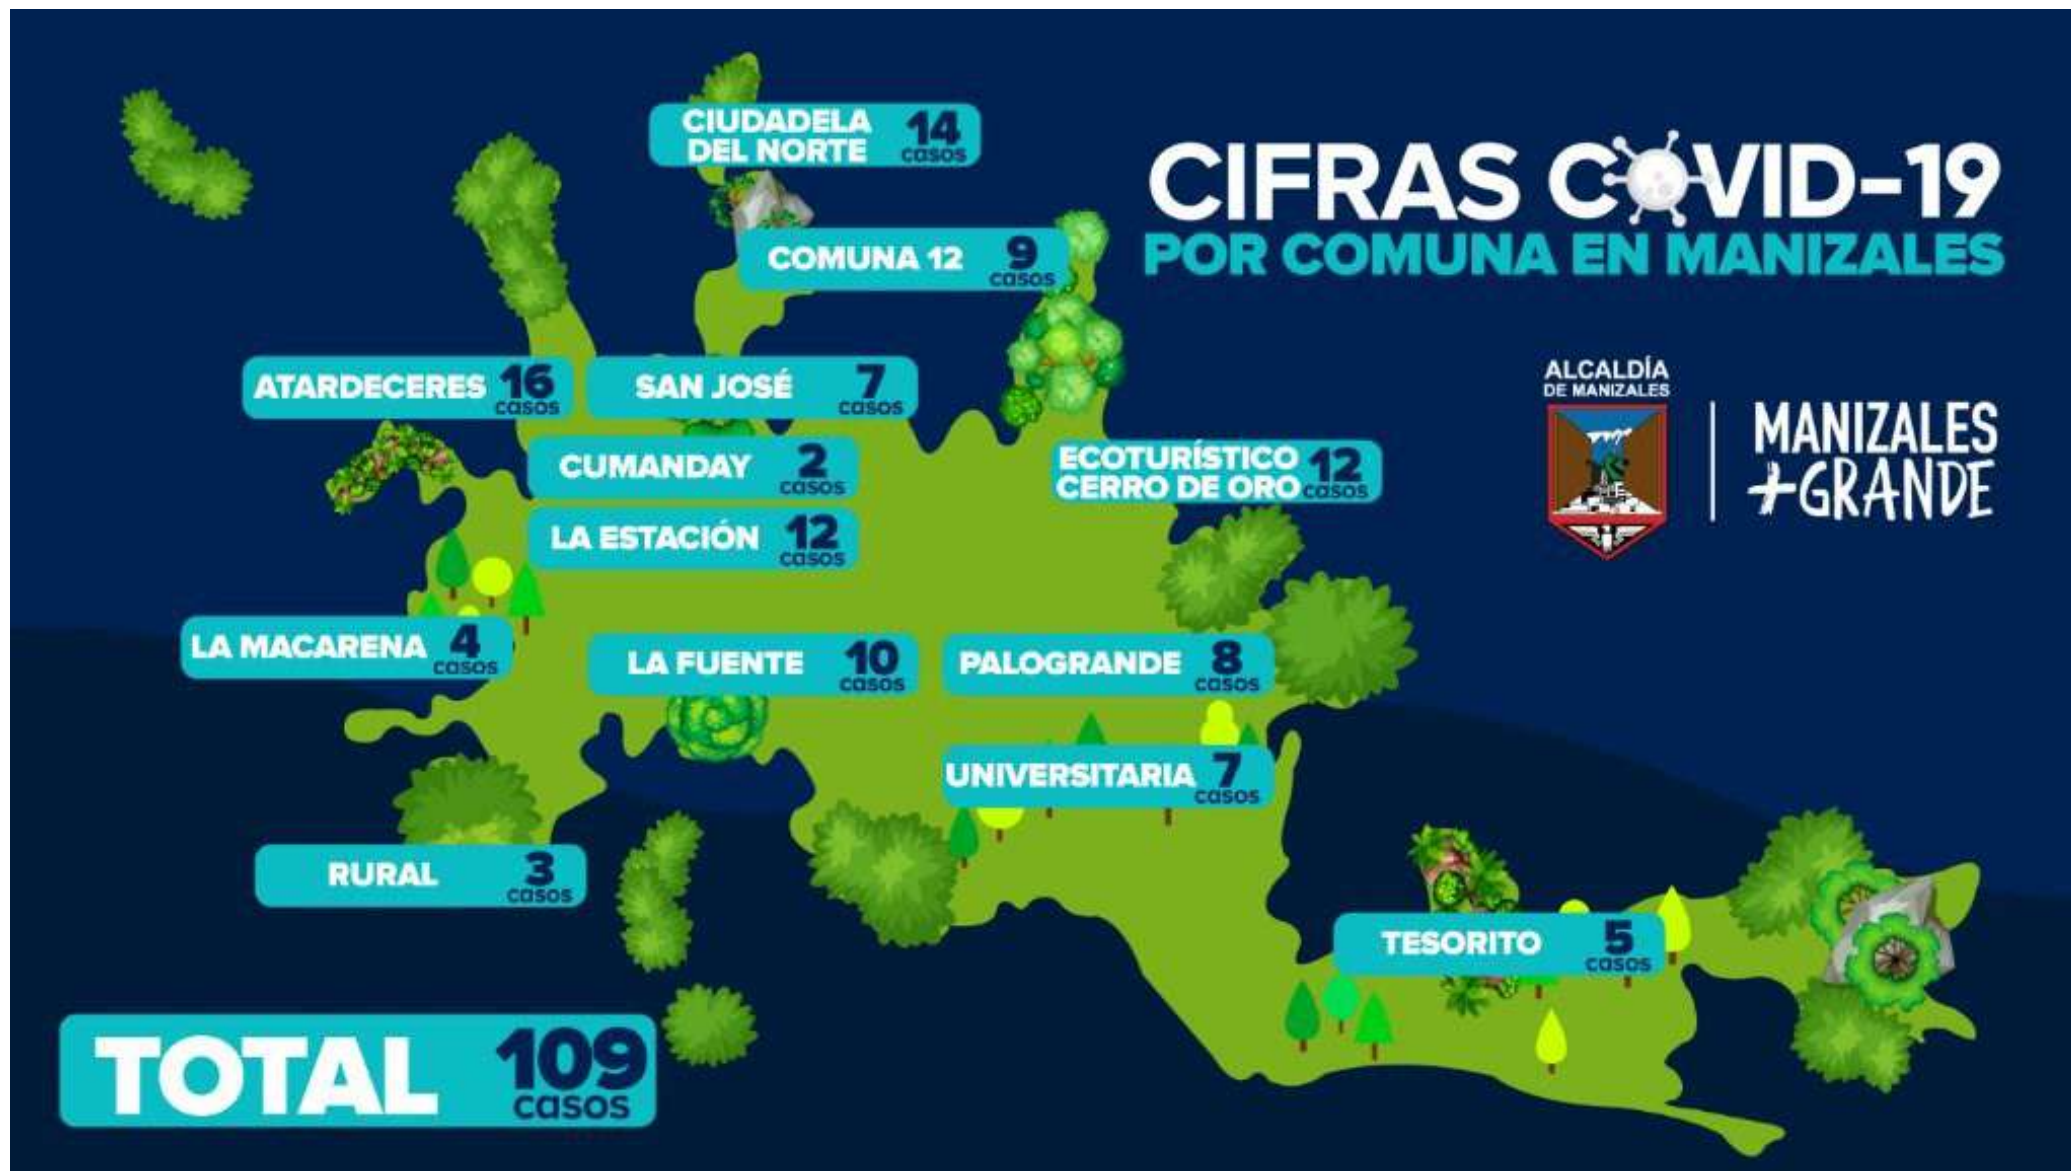 CIUDADELA
DEL NORTE
14
casos
CIFRAS COVID-19
POR COMUNA EN MANIZALES
COMUNA 12
9
casos
ATARDECERES
16
casos
SAN JOSÉ
7
casos
ALCALDÍA
DE MANIZALES
MANIZALES
+GRANDE
CUMANDAY
2
casos
ECOTURÍSTICO
CERRO DE ORO
12
casos
LA ESTACIÓN
12
casos
LA MACARENA
4
casos
LA FUENTE
10
casos
PALOGRANDE
8
casos
UNIVERSITARIA
7
casos
RURAL
3
casos
TESORITO
5
casos
TOTAL
109
casos